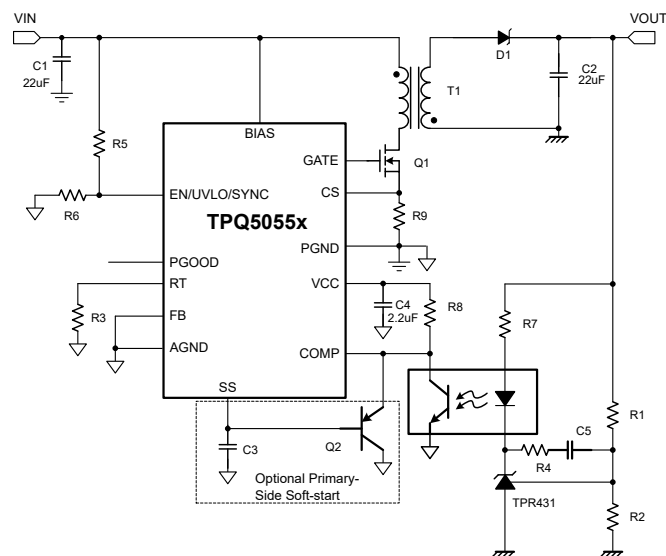 VIN
VOUT
C1
22uF
D1
C2
22uF
T1
BIAS
R5
GATE
Q1
R6
EN/UVLO/SYNC
CS
TPQ5055x
R9
PGOOD
PGND
RT
VCC
R3
C4
2.2uF
R8
R7
FB
AGND
COMP
SS
R1
C3
Q2
R4
C5
Optional Primary-
Side Soft-start
TPR431
R2